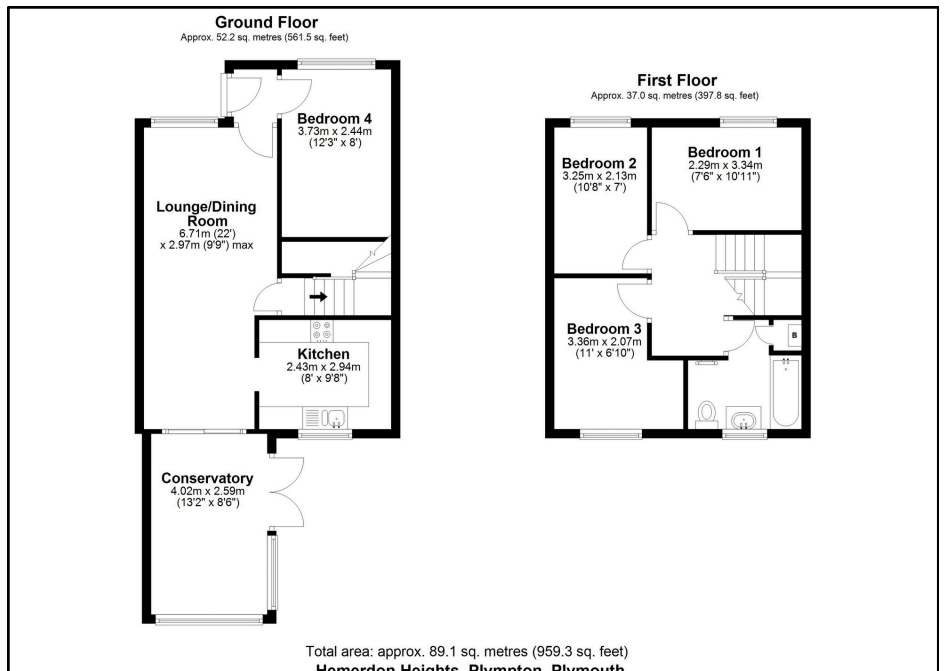 Ground Floor
Approx. 52.2 sq. metres (561.5 sq. feet)
Bedroom 4
3.73m x 2.44m
(12'3" x 8')
Lounge/Dining
Room
6.71m (22')
x 2.97m (9'9") max
Kitchen
2.43m x 2.94m
(8' x 9'8")
Conservatory
4.02m x 2.59m
(13'2" x 8'6")
First Floor
Approx. 37.0 sq. metres (397.8 sq. feet)
Bedroom 2
3.25m x 2.13m
(10'8" x 7')
Bedroom 1
2.29m x 3.34m
(7'6" x 10'11")
Bedroom 3
3.36m x 2.07m
(11' x 6'10")
B
Total area: approx. 89.1 sq. metres (959.3 sq. feet)
Hemerdon Heights, Plympton, Plymouth